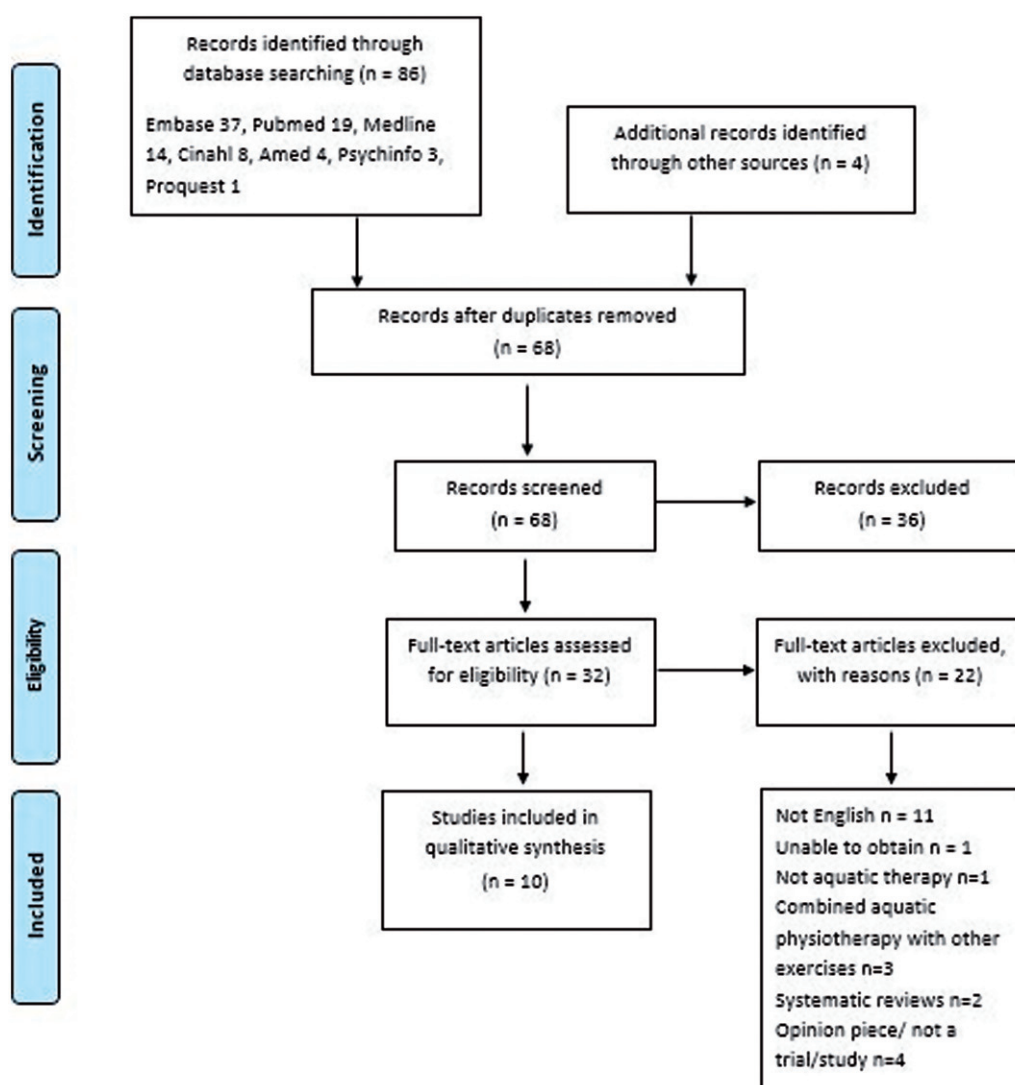 Identification
Records identified through
database searching (n = 86)
Embase 37, Pubmed 19, Medline
14, Cinahl 8, Amed 4, Psychinfo 3,
Proquest 1
Additional records identified
through other sources (n = 4)
Screening
Records after duplicates removed
(n = 68)
Records screened
(n = 68)
Records excluded
(n = 36)
Eligibility
Full-text articles assessed
for eligibility (n = 32)
Full-text articles excluded,
with reasons (n = 22)
Included
Studies included in
qualitative synthesis
(n = 10)
Not English n = 11
Unable to obtain n = 1
Not aquatic therapy n=1
Combined aquatic
physiotherapy with other
exercises n=3
Systematic reviews n=2
Opinion piece/ not a
trial/study n=4